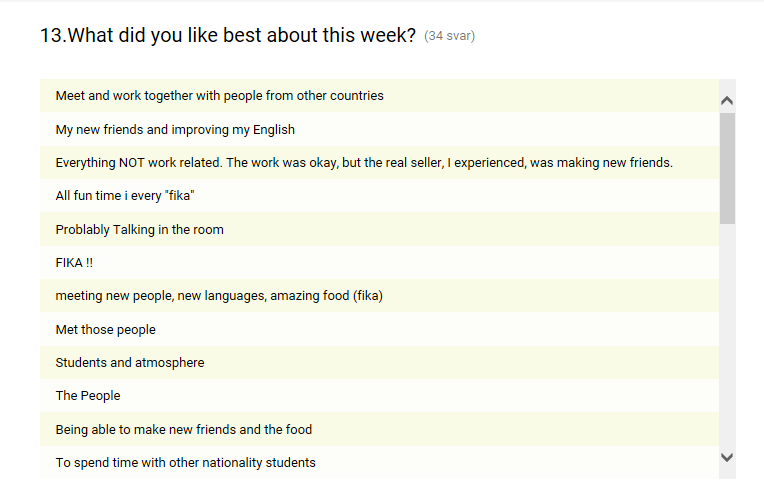 13.What did you like best about this week? (34 svar)
Meet and work together with people from other countries
My new friends and improving my English
Everything NOT work related. The work was okay, but the real seller, I experienced, was making new friends.
All fun time i every "fika"
Problably Talking in the room
FIKA !!
meeting new people, new languages, amazing food (fika)
Met those people
Students and atmosphere
The People
Being able to make new friends and the food
To spend time with other nationality students